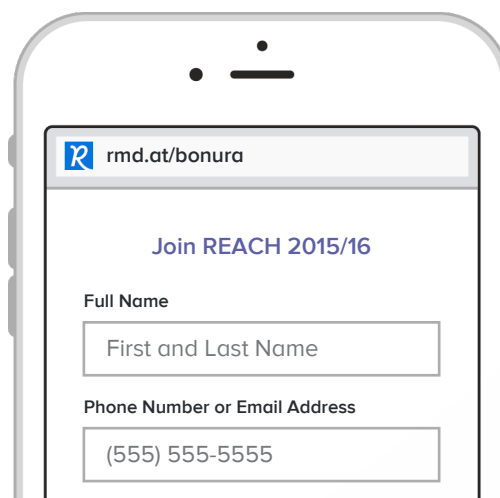 rmd.at/bonura
Join REACH 2015/16
Full Name
First and Last Name
Phone Number or Email Address
(555) 555-5555